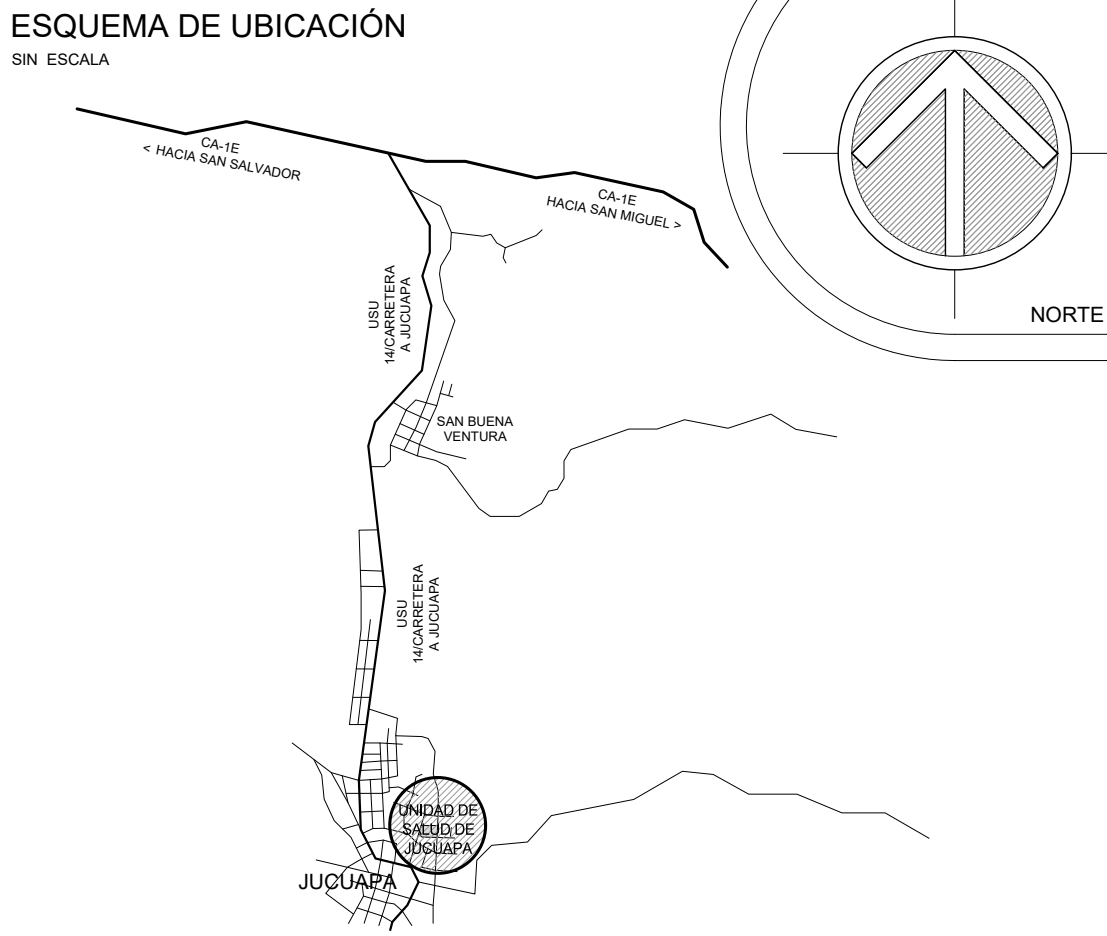 ESQUEMA DE UBICACIÓN
SIN ESCALA
CA-1E
< HACIA SAN SALVADOR
CA-1E
HACIA SAN MIGUEL >
NORTE
USU
14/CARRETERA
A JUCUAPA
SAN BUENA
VENTURA
USU
14/CARRETERA
A JUCUAPA
UNIDAD DE
SALUD DE
JUCUAPA
JUCUAPA